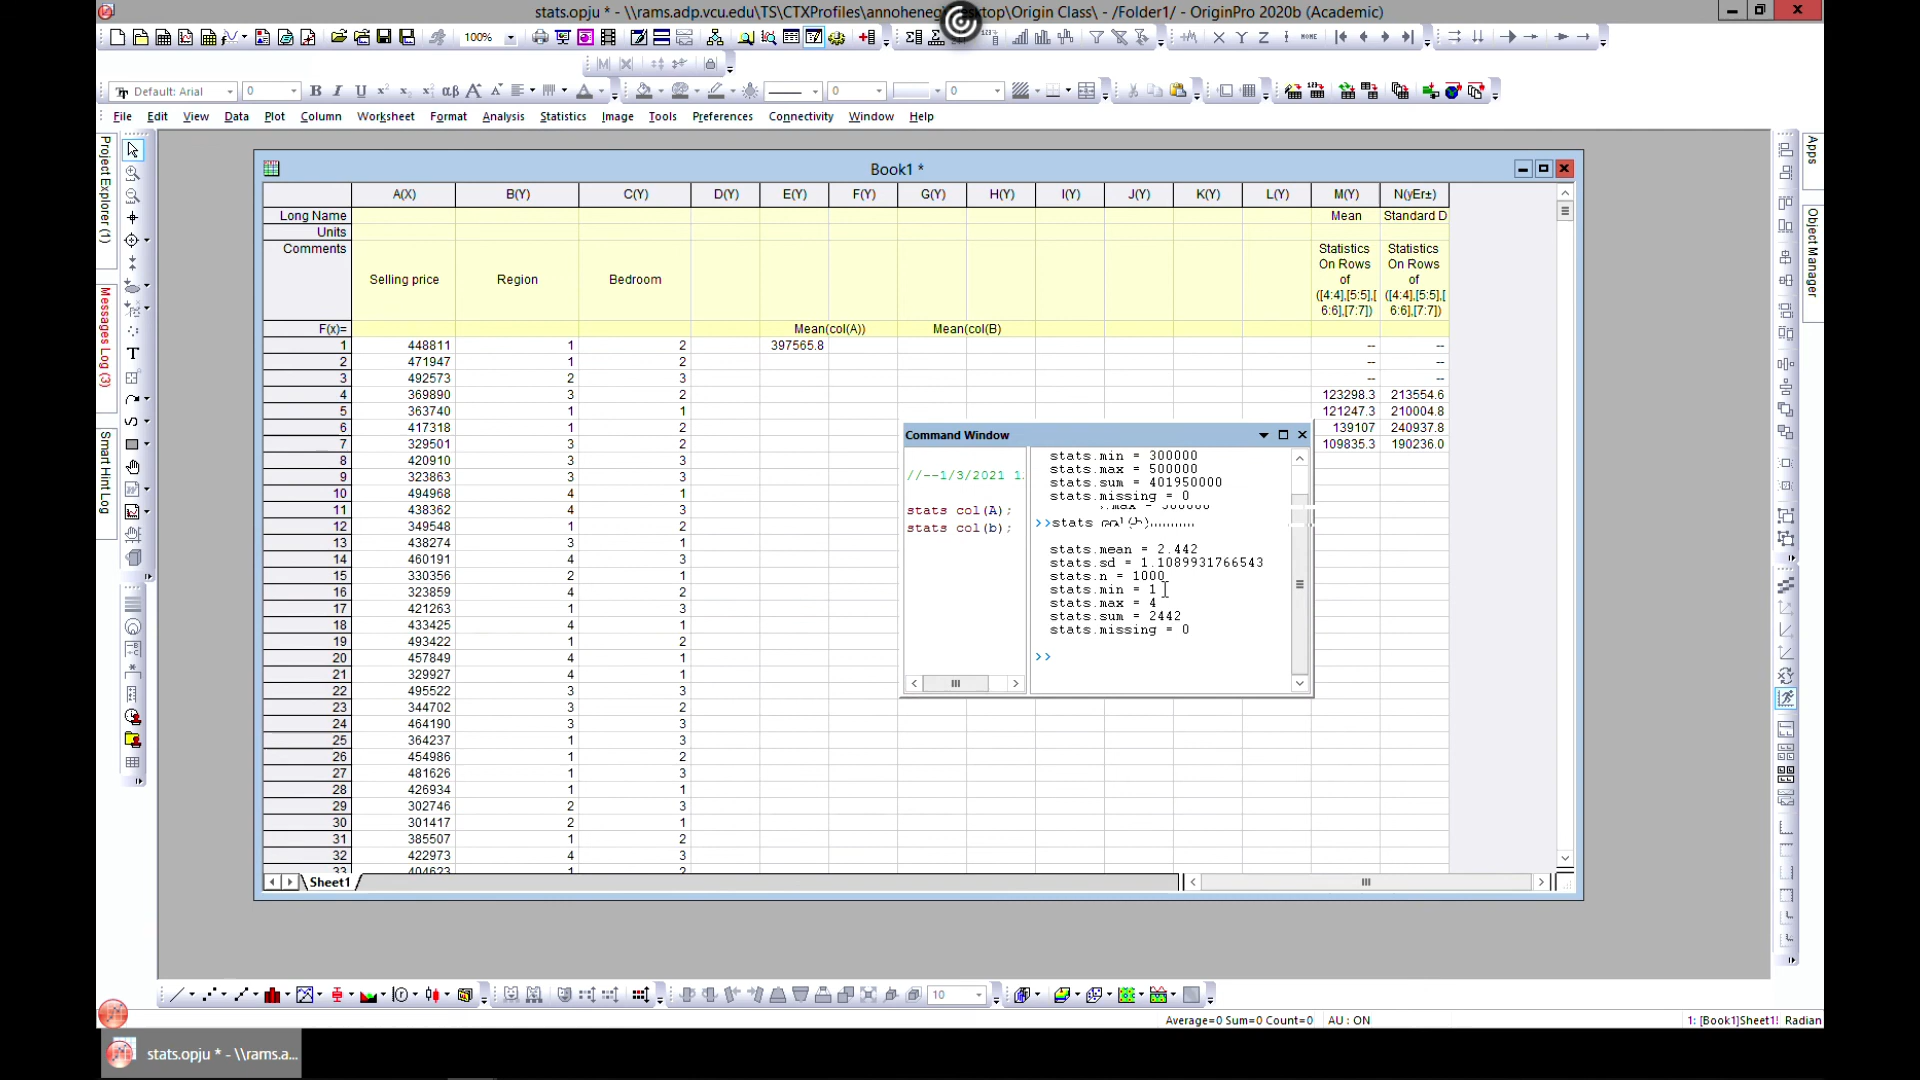 stats.opju * - \\rams.adp.vcu.edu\TS\CTXProfiles\annoheneg\Desktop\Origin Class\ - /Folder1/ - OriginPro 2020b (Academic)
100%
Default: Arial 0 B I U 0 0
File Edit View Data Plot Column Worksheet Format Analysis Statistics Image Tools Preferences Connectivity Window Help
Project Explorer (1)
Messages Log (3)
Smart Hint Log
Apps
Object Manager
Book1 *
A(X) B(Y) C(Y) D(Y) E(Y) F(Y) G(Y) H(Y) I(Y) J(Y) K(Y) L(Y) M(Y) N(yEr±)
Long Name Mean Standard D
Units
Comments Selling price Region Bedroom
Statistics On Rows of ([4:4],[5:5],[6:6],[7:7])
Statistics On Rows of ([4:4],[5:5],[6:6],[7:7])
F(x)= Mean(col(A)) Mean(col(B)
1 448811 1 2 397565.8 -- --
2 471947 1 2 -- --
3 492573 2 3 -- --
4 369890 3 2 123298.3 213554.6
5 363740 1 1 121247.3 210004.8
6 417318 1 2 139107 240937.8
7 329501 3 2 109835.3 190236.0
8 420910 3 3
9 323863 3 3
10 494968 4 1
11 438362 4 3
12 349548 1 2
13 438274 1 3
14 460191 4 3
15 330356 2 1
16 323859 4 2
17 421263 1 3
18 433425 4 1
19 493422 1 2
20 457849 4 1
21 329927 4 1
22 495522 3 3
23 344702 3 2
24 464190 3 3
25 364237 1 3
26 454986 1 2
27 481626 1 3
28 426934 1 1
29 302746 2 3
30 301417 2 1
31 385507 1 2
32 422973 4 3
33 404623 1 2
Command Window
//--1/3/2021 1
stats col(A);
stats col(b);
stats.min = 300000
stats.max = 500000
stats.sum = 401950000
stats.missing = 0
>>stats col(b)
stats.mean = 2.442
stats.sd = 1.1089931766543
stats.n = 1000
stats.min = 1
stats.max = 4
stats.sum = 2442
stats.missing = 0
>>
Sheet1
10
Average=0 Sum=0 Count=0 AU : ON 1: [Book1]Sheet1! Radian
stats.opju * - \\rams.a...